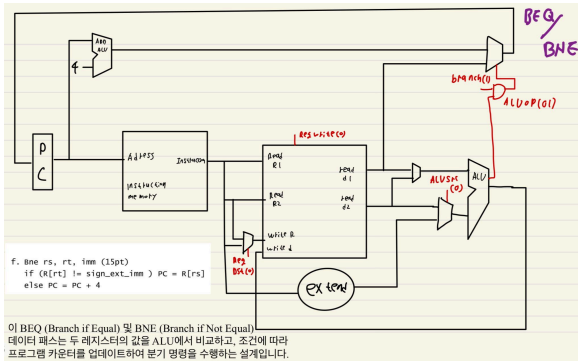 BEQ/
BNE
ADD
ALU
4
branch(1)
ALUOP(01)
PC
Adress
Instruction
instruction
memory
Regwrite(0)
Read
R1
read
d1
Read
R2
read
d2
write R
write d
Reg
Dst(0)
ALUSrc
(0)
ALU
extend
f. Bne rs, rt, imm (15pt)
if (R[rt] != sign_ext_imm ) PC = R[rs]
else PC = PC + 4
이 BEQ (Branch if Equal) 및 BNE (Branch if Not Equal)
데이터 패스는 두 레지스터의 값을 ALU에서 비교하고, 조건에 따라
프로그램 카운터를 업데이트하여 분기 명령을 수행하는 설계입니다.